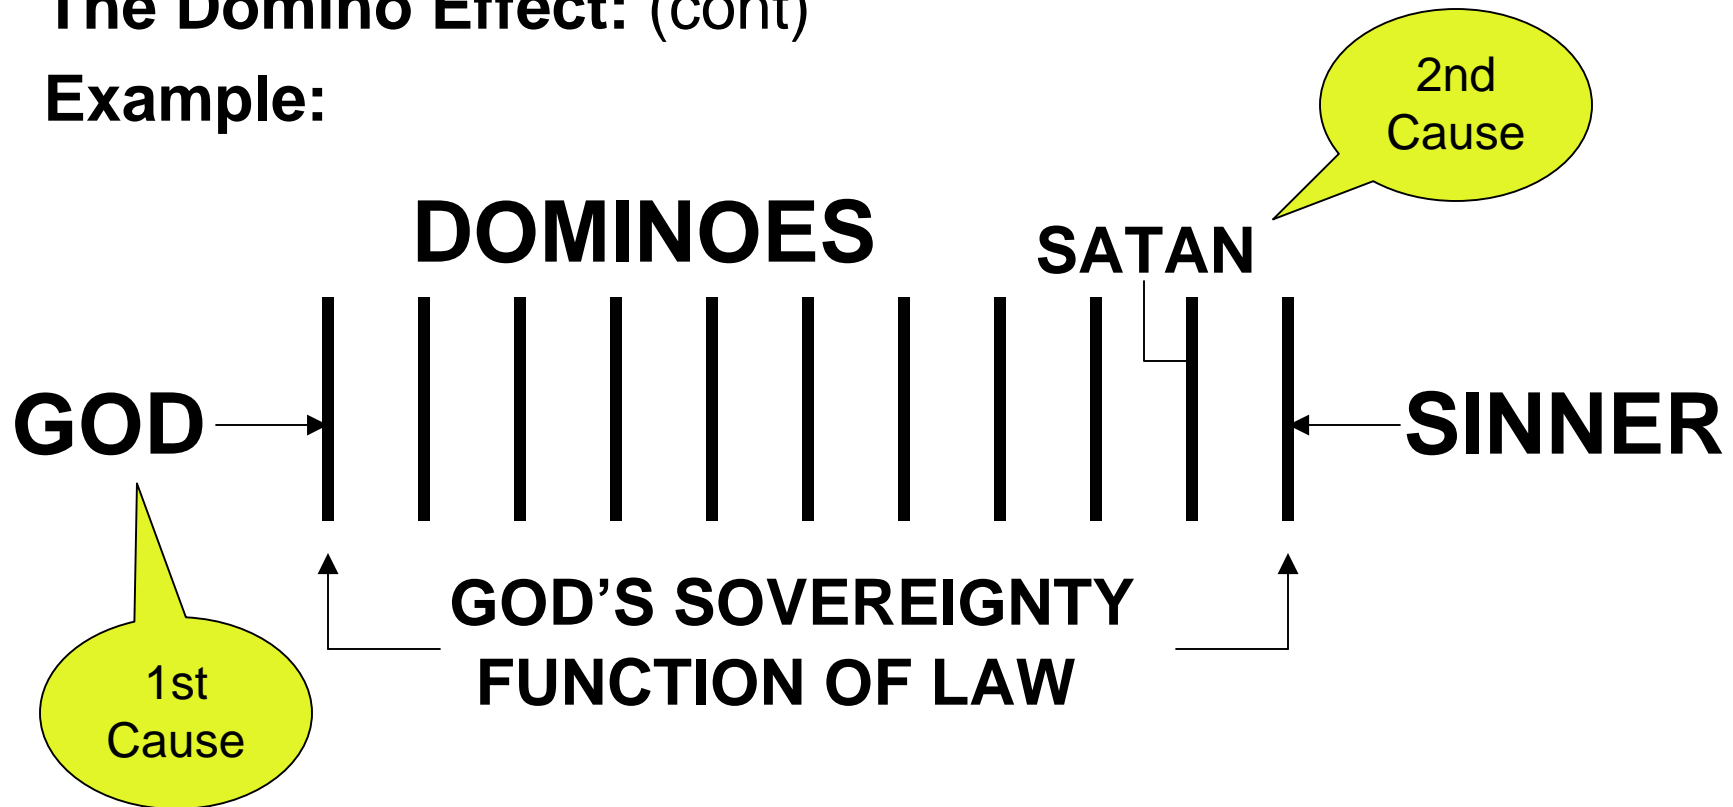 The Domino Effect: (cont)
Example:
2nd
Cause
DOMINOES
SATAN
GOD
SINNER
GOD’S SOVEREIGNTY
FUNCTION OF LAW
1st
Cause